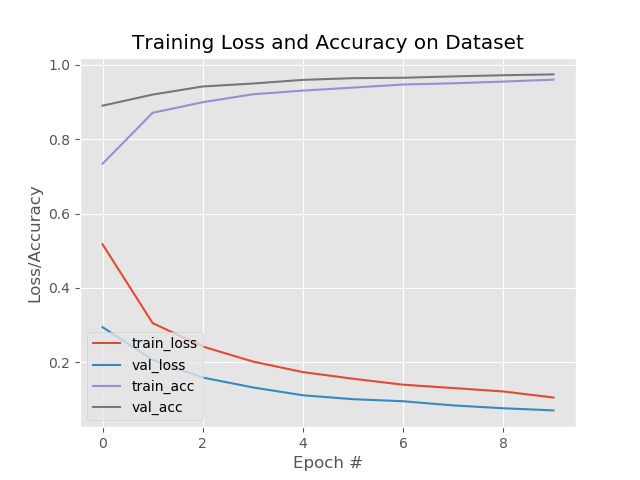 Training Loss and Accuracy on Dataset
1.0
0.8
0.6
0.4
0.2
Loss/Accuracy
train_loss
val_loss
train_acc
val_acc
0 2 4 6 8
Epoch #